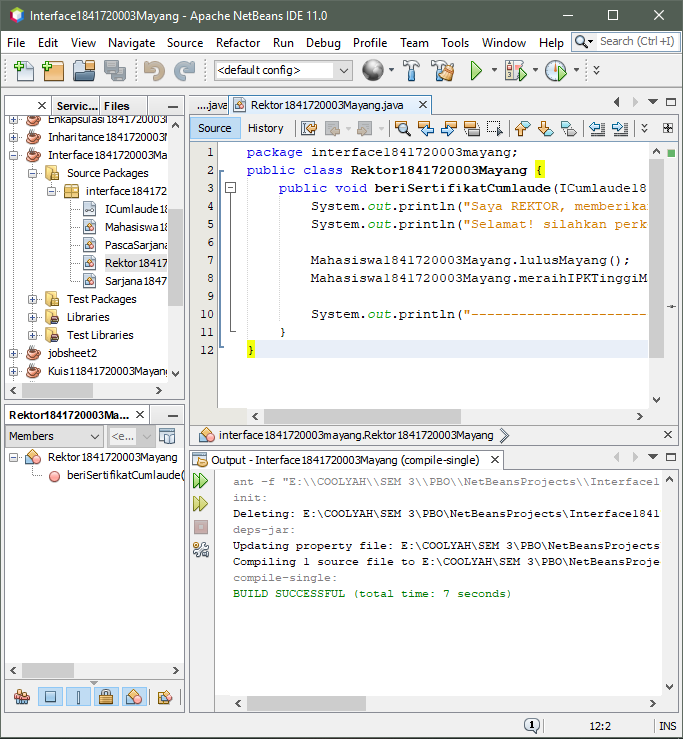 Interface1841720003Mayang - Apache NetBeans IDE 11.0
File Edit View Navigate Source Refactor Run Debug Profile Team Tools Window Help Search (Ctrl+I)
<default config>
Servic... Files
Enkapsulasi1841720003
Inheritance1841720003
Interface1841720003Ma
Source Packages
interface184172
ICumlaude18
Mahasiswa18
PascaSarjana
Rektor18417
Sarjana1847
Test Packages
Libraries
Test Libraries
jobsheet2
Kuis11841720003Mayang
....java Rektor1841720003Mayang.java
Source History
1 package interface1841720003mayang;
2 public class Rektor1841720003Mayang {
3 public void beriSertifikatCumlaude(ICumlaude18
4 System.out.println("Saya REKTOR, memberika
5 System.out.println("Selamat! silahkan perk
6
7 Mahasiswa1841720003Mayang.lulusMayang();
8 Mahasiswa1841720003Mayang.meraihIPKTinggiM
9
10 System.out.println("----------------------
11 }
12 }
interface1841720003mayang.Rektor1841720003Mayang
Rektor1841720003Ma...
Members <e...
Rektor1841720003Mayang
beriSertifikatCumlaude(
Output - Interface1841720003Mayang (compile-single)
ant -f "E:\\COOLYAH\\SEM 3\\PBO\\NetBeansProjects\\Interface1
init:
Deleting: E:\COOLYAH\SEM 3\PBO\NetBeansProjects\Interface1841
deps-jar:
Updating property file: E:\COOLYAH\SEM 3\PBO\NetBeansProjects
Compiling 1 source file to E:\COOLYAH\SEM 3\PBO\NetBeansProje
compile-single:
BUILD SUCCESSFUL (total time: 7 seconds)
1 12:2 INS